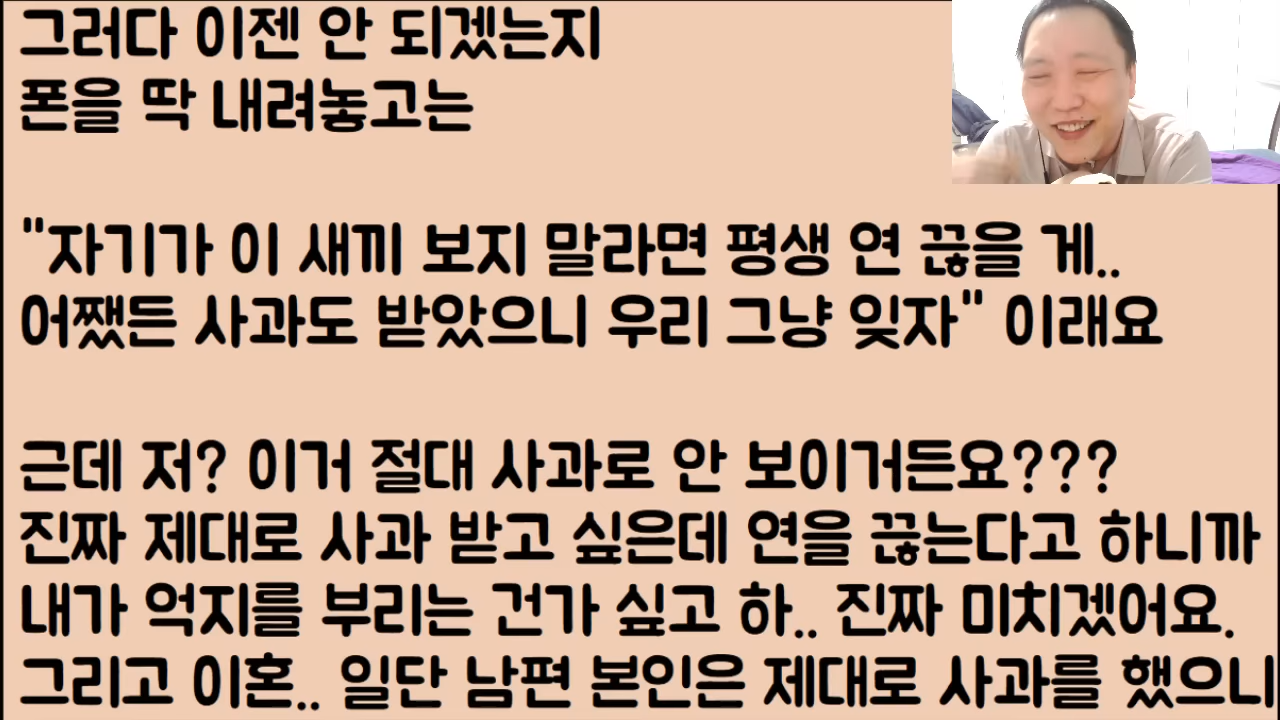 그러다 이젠 안 되겠는지
폰을 딱 내려놓고는
"자기가 이 새끼 보지 말라면 평생 연 끊을 게..
어쨌든 사과도 받았으니 우리 그냥 잊자" 이래요
근데 저? 이거 절대 사과로 안 보이거든요???
진짜 제대로 사과 받고 싶은데 연을 끊는다고 하니까
내가 억지를 부리는 건가 싶고 하.. 진짜 미치겠어요.
그리고 이혼.. 일단 남편 본인은 제대로 사과를 했으니